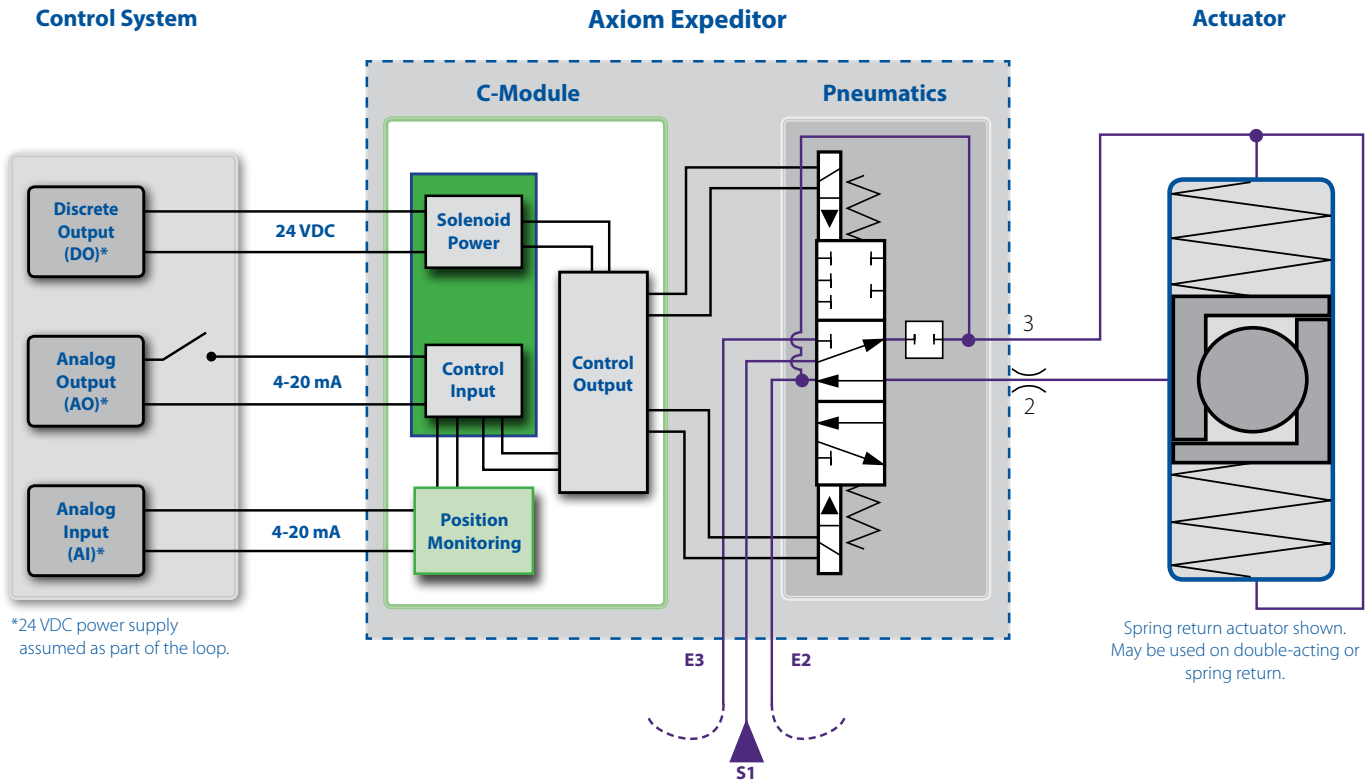 Control System
Axiom Expeditor
Actuator
C-Module
Pneumatics
Discrete
Output
(DO)*
24 VDC
Solenoid
Power
Analog
Output
(AO)*
4-20 mA
Control
Input
Control
Output
3
2
Analog
Input
(AI)*
4-20 mA
Position
Monitoring
*24 VDC power supply
assumed as part of the loop.
E3
E2
S1
Spring return actuator shown.
May be used on double-acting or
spring return.